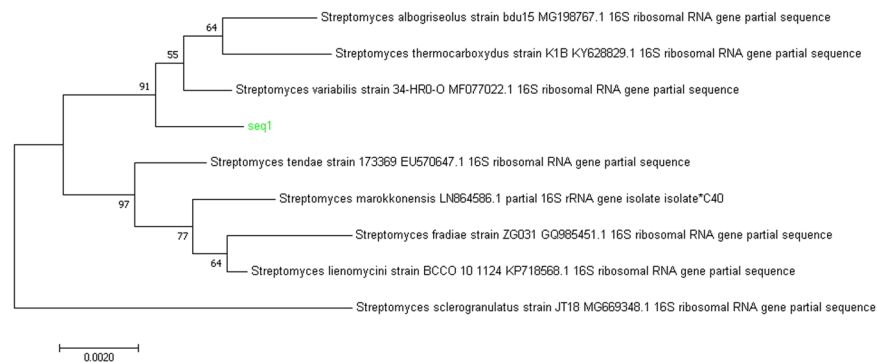 64
Streptomyces albogriseolus strain bdu15 MG198767.1 16S ribosomal RNA gene partial sequence
55
Streptomyces thermocarboxydus strain K1B KY628829.1 16S ribosomal RNA gene partial sequence
91
Streptomyces variabilis strain 34-HR0-O MF077022.1 16S ribosomal RNA gene partial sequence
seq1
Streptomyces tendae strain 173369 EU570647.1 16S ribosomal RNA gene partial sequence
97
Streptomyces marokkonensis LN864586.1 partial 16S rRNA gene isolate isolate*C40
77
Streptomyces fradiae strain ZG031 GQ985451.1 16S ribosomal RNA gene partial sequence
64
Streptomyces lienomycini strain BCCO 10 1124 KP718568.1 16S ribosomal RNA gene partial sequence
Streptomyces sclerogranulatus strain JT18 MG669348.1 16S ribosomal RNA gene partial sequence
0.0020